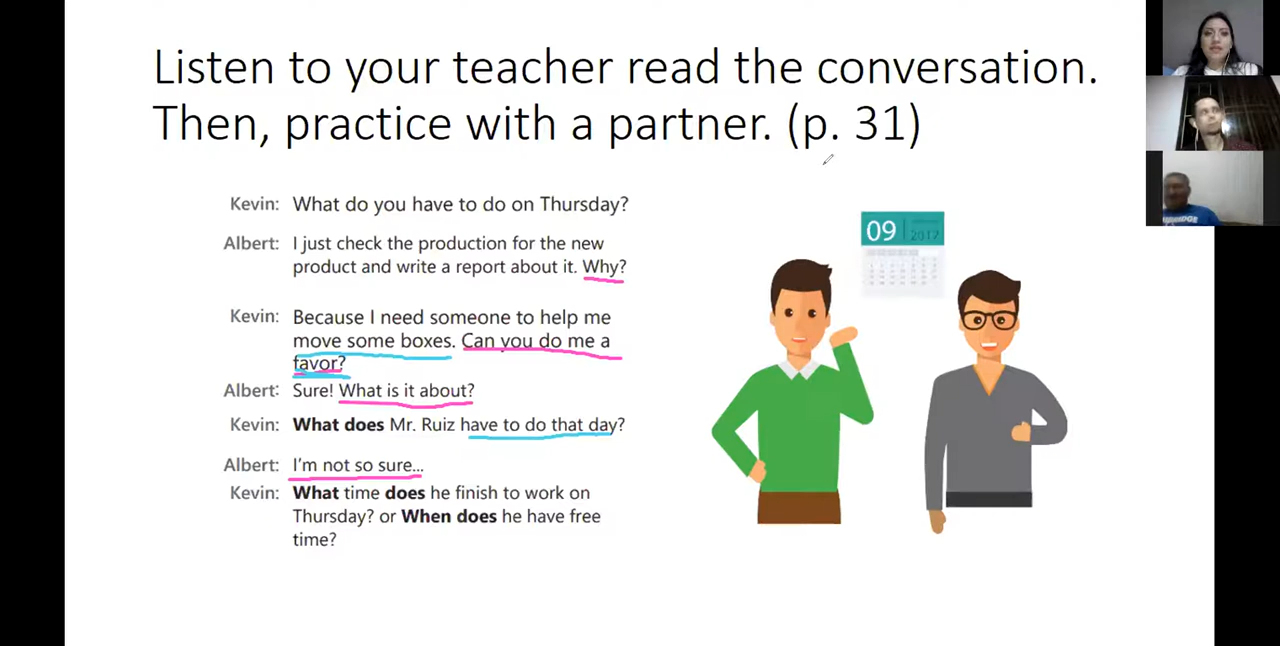 Listen to your teacher read the conversation.
Then, practice with a partner. (p. 31)
Kevin: What do you have to do on Thursday?
Albert: I just check the production for the new
product and write a report about it. Why?
Kevin: Because I need someone to help me
move some boxes. Can you do me a
favor?
Albert: Sure! What is it about?
Kevin: What does Mr. Ruiz have to do that day?
Albert: I'm not so sure...
Kevin: What time does he finish to work on
Thursday? or When does he have free
time?
09
2017